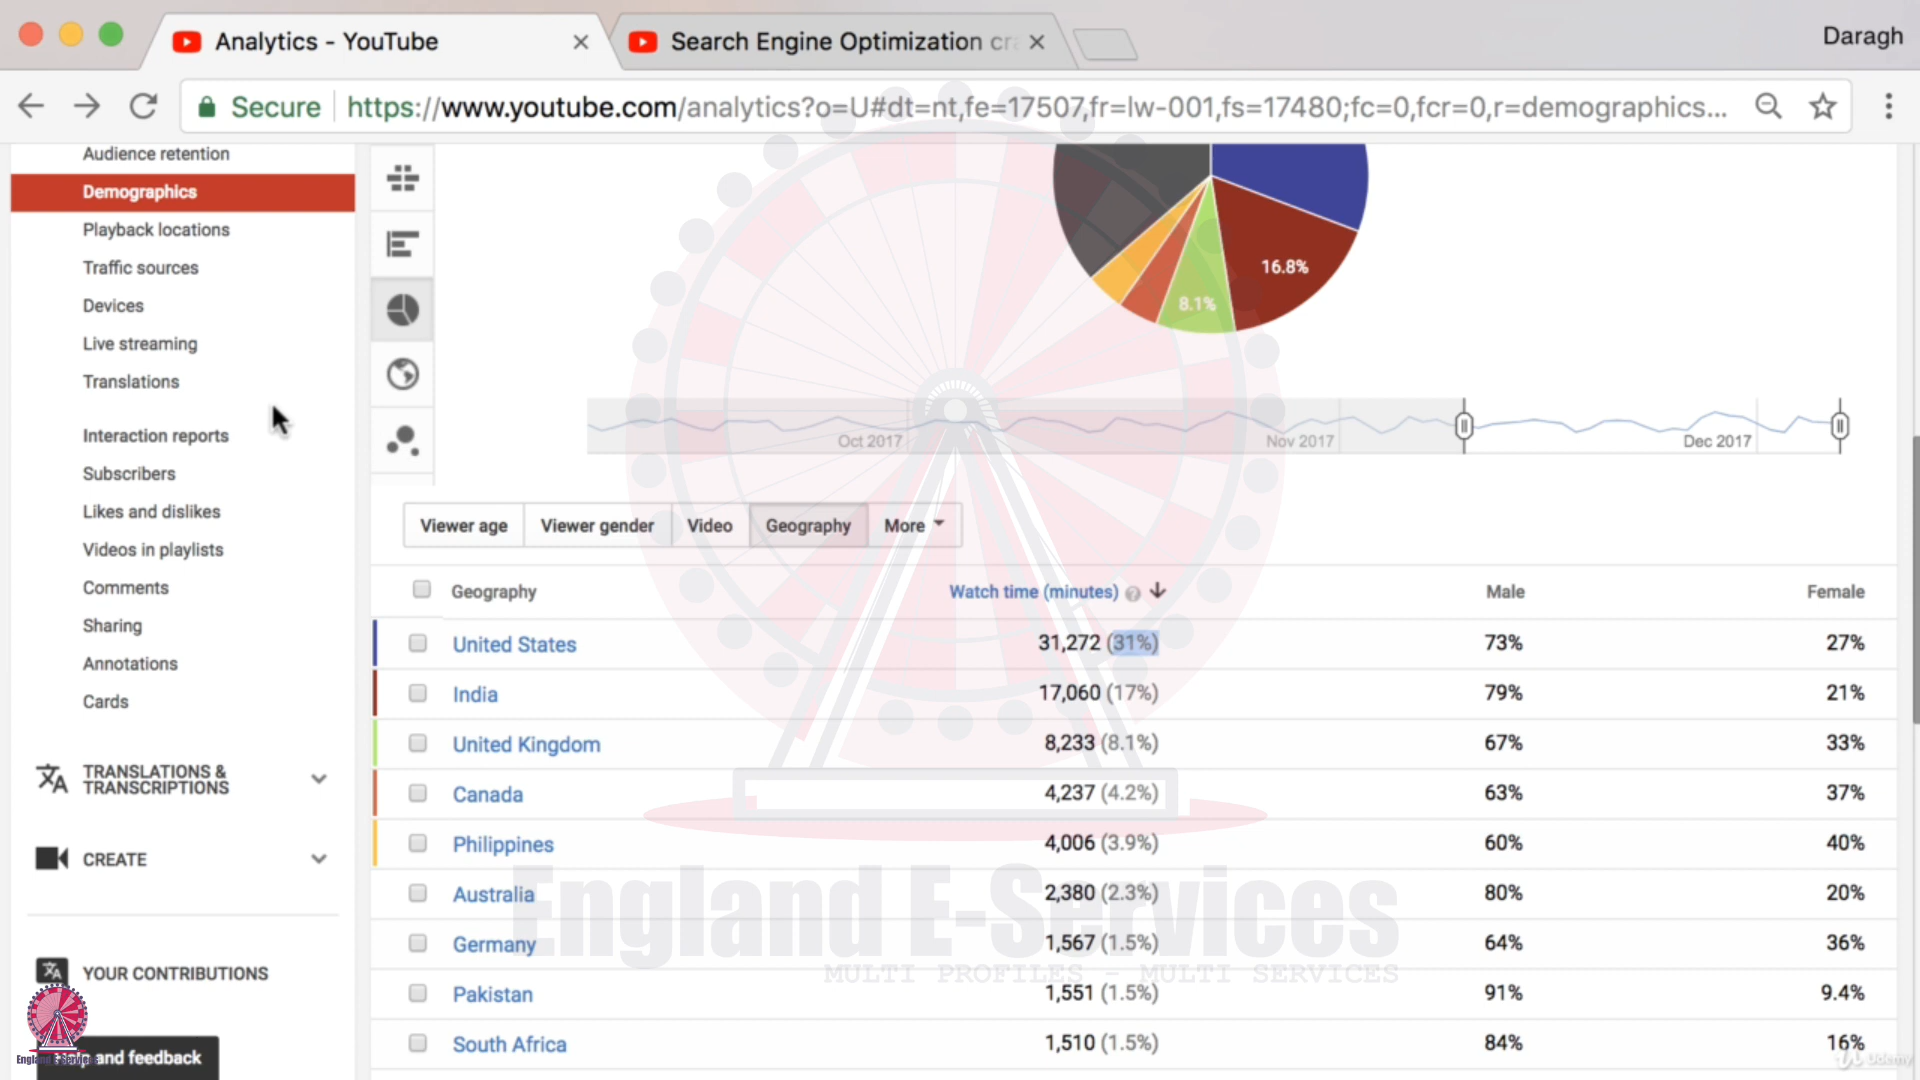 Analytics - YouTube
Search Engine Optimization cr
Daragh
Secure
https://www.youtube.com/analytics?o=U#dt=nt,fe=17507,fr=lw-001,fs=17480;fc=0,fcr=0,r=demographics...
Audience retention
Demographics
Playback locations
Traffic sources
Devices
Live streaming
Translations
Interaction reports
Subscribers
Likes and dislikes
Videos in playlists
Comments
Sharing
Annotations
Cards
TRANSLATIONS &
TRANSCRIPTIONS
CREATE
YOUR CONTRIBUTIONS
and feedback
England E-Services
16.8%
8.1%
Oct 2017
Nov 2017
Dec 2017
Viewer age Viewer gender Video Geography More
Geography Watch time (minutes) ? Male Female
United States 31,272 (31%) 73% 27%
India 17,060 (17%) 79% 21%
United Kingdom 8,233 (8.1%) 67% 33%
Canada 4,237 (4.2%) 63% 37%
Philippines 4,006 (3.9%) 60% 40%
Australia 2,380 (2.3%) 80% 20%
Germany 1,567 (1.5%) 64% 36%
Pakistan 1,551 (1.5%) 91% 9.4%
South Africa 1,510 (1.5%) 84% 16%
England E-Services
MULTI PROFILES - MULTI SERVICES
Udemy